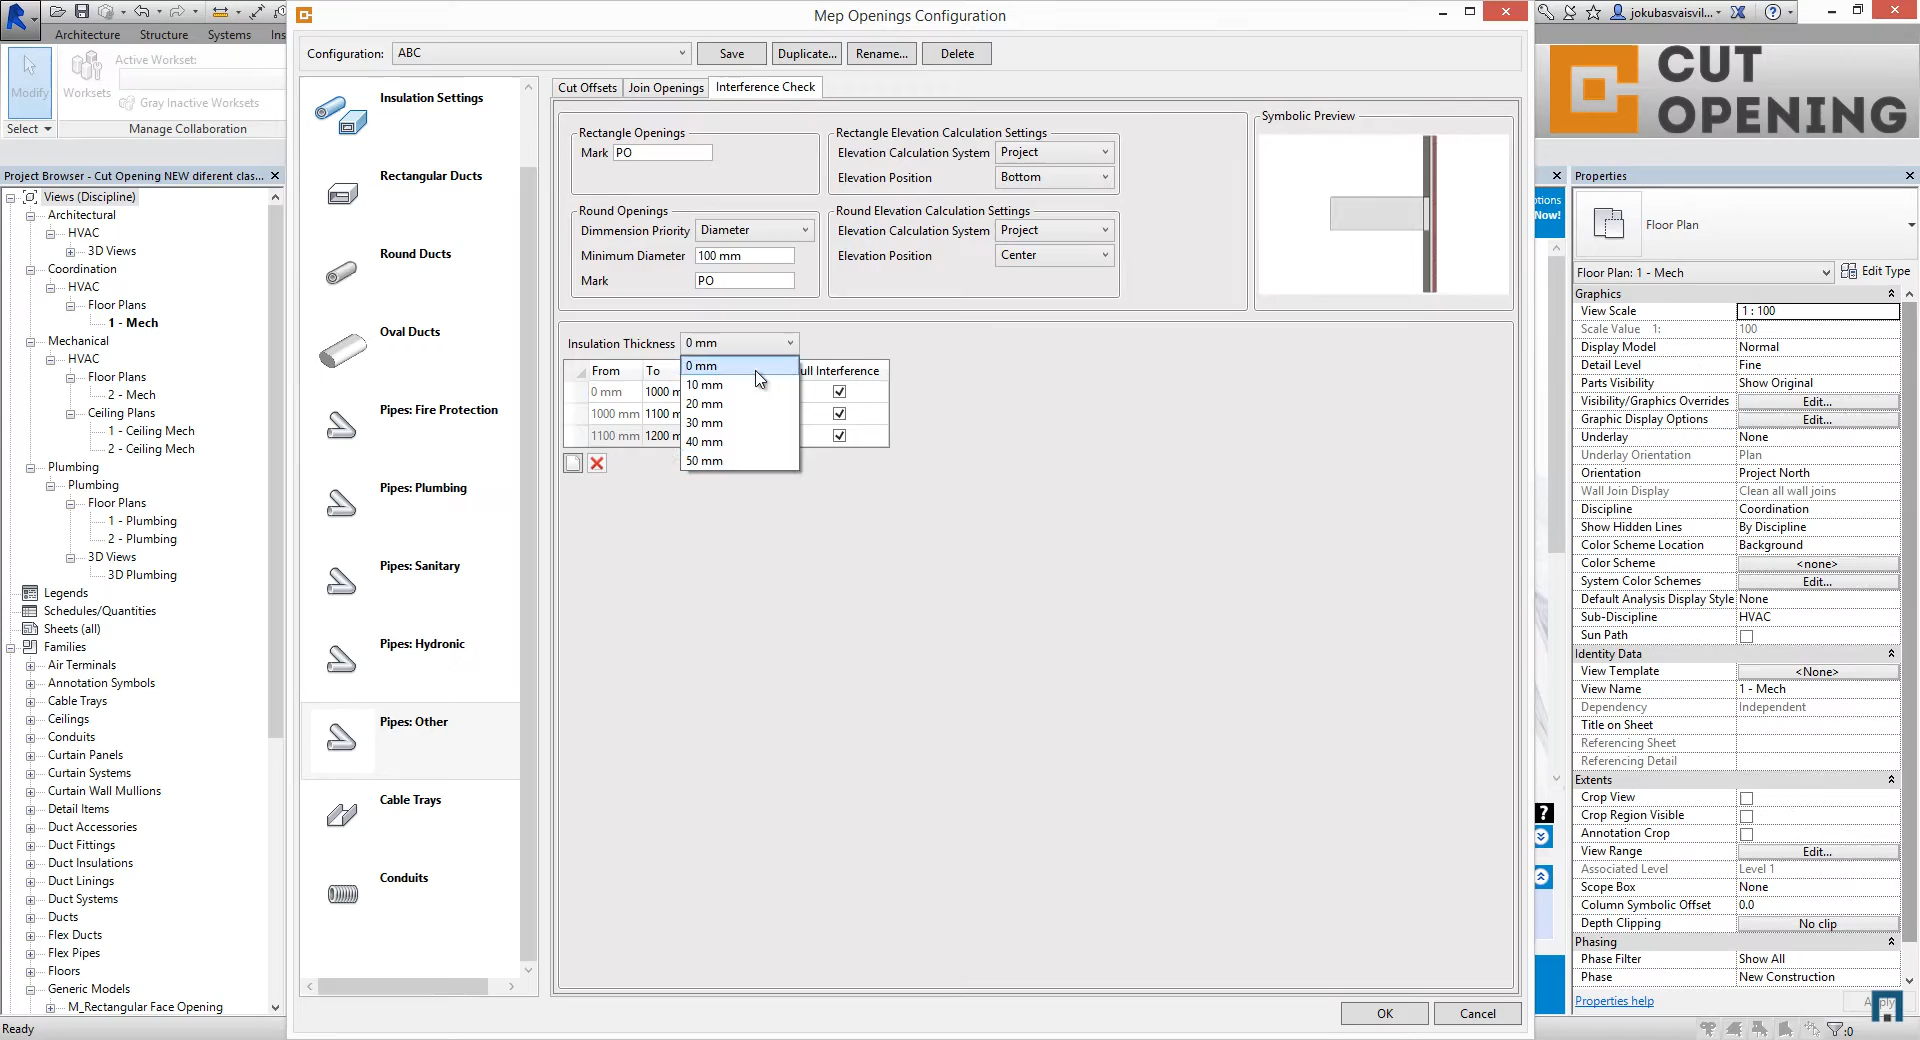 Mep Openings Configuration
jokubasvaisvil...
Architecture Structure Systems Ins
Modify
Worksets
Active Workset:
Gray Inactive Worksets
Select
Manage Collaboration
Configuration: ABC Save Duplicate... Rename... Delete
CUT
OPENING
Project Browser - Cut Opening NEW diferent clas...
Views (Discipline)
Architectural
HVAC
3D Views
Coordination
HVAC
Floor Plans
1 - Mech
Mechanical
HVAC
Floor Plans
2 - Mech
Ceiling Plans
1 - Ceiling Mech
2 - Ceiling Mech
Plumbing
Plumbing
Floor Plans
1 - Plumbing
2 - Plumbing
3D Views
3D Plumbing
Legends
Schedules/Quantities
Sheets (all)
Families
Air Terminals
Annotation Symbols
Cable Trays
Ceilings
Conduits
Curtain Panels
Curtain Systems
Curtain Wall Mullions
Detail Items
Duct Accessories
Duct Fittings
Duct Insulations
Duct Linings
Duct Systems
Ducts
Flex Ducts
Flex Pipes
Floors
Generic Models
M_Rectangular Face Opening
Ready
Insulation Settings
Rectangular Ducts
Round Ducts
Oval Ducts
Pipes: Fire Protection
Pipes: Plumbing
Pipes: Sanitary
Pipes: Hydronic
Pipes: Other
Cable Trays
Conduits
Cut Offsets Join Openings Interference Check
Rectangle Openings
Mark PO
Rectangle Elevation Calculation Settings
Elevation Calculation System Project
Elevation Position Bottom
Round Openings
Dimmension Priority Diameter
Minimum Diameter 100 mm
Mark PO
Round Elevation Calculation Settings
Elevation Calculation System Project
Elevation Position Center
Symbolic Preview
Insulation Thickness 0 mm
From To ull Interference
0 mm 1000 m
1000 mm 1100 m
1100 mm 1200 m
0 mm
10 mm
20 mm
30 mm
40 mm
50 mm
OK Cancel
otions
Now!
?
Properties
Floor Plan
Floor Plan: 1 - Mech Edit Type
Graphics
View Scale 1 : 100
Scale Value 1: 100
Display Model Normal
Detail Level Fine
Parts Visibility Show Original
Visibility/Graphics Overrides Edit...
Graphic Display Options Edit...
Underlay None
Underlay Orientation Plan
Orientation Project North
Wall Join Display Clean all wall joins
Discipline Coordination
Show Hidden Lines By Discipline
Color Scheme Location Background
Color Scheme <none>
System Color Schemes Edit...
Default Analysis Display Style None
Sub-Discipline HVAC
Sun Path
Identity Data
View Template <None>
View Name 1 - Mech
Dependency Independent
Title on Sheet
Referencing Sheet
Referencing Detail
Extents
Crop View
Crop Region Visible
Annotation Crop
View Range Edit...
Associated Level Level 1
Scope Box None
Column Symbolic Offset 0.0
Depth Clipping No clip
Phasing
Phase Filter Show All
Phase New Construction
Properties help
:0